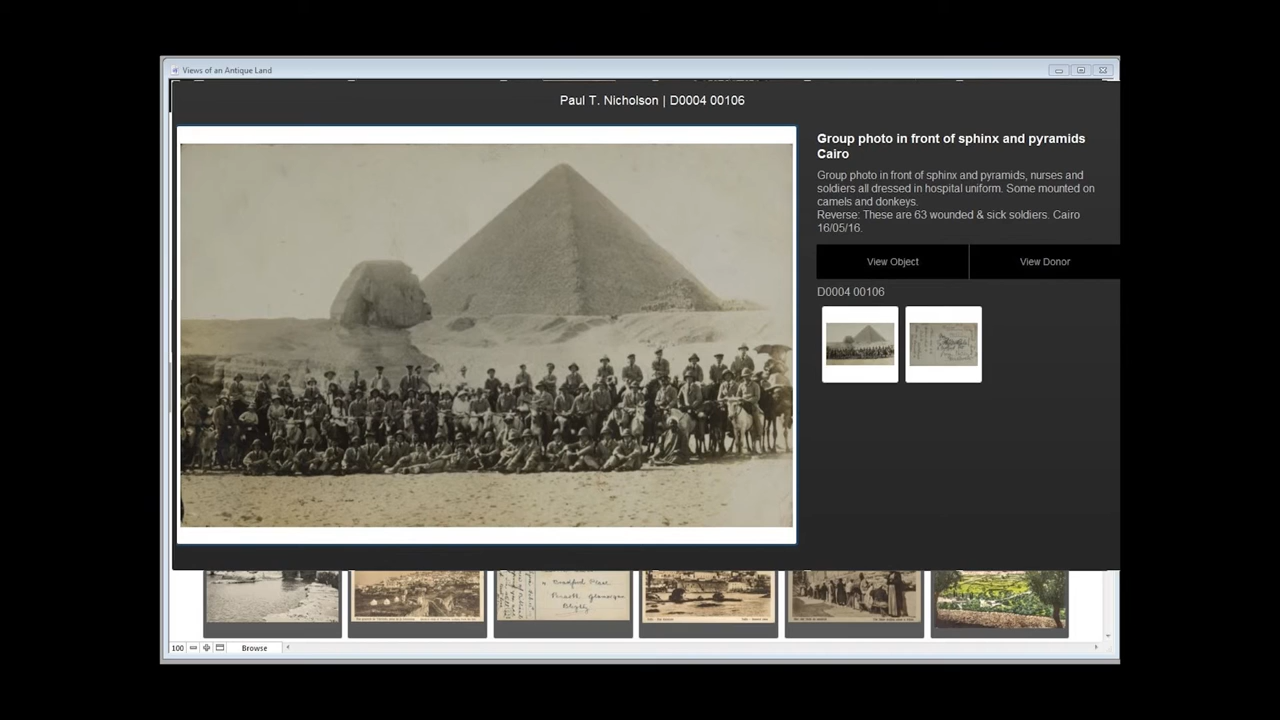 Views of an Antique Land
Paul T. Nicholson | D0004 00106
Group photo in front of sphinx and pyramids
Cairo
Group photo in front of sphinx and pyramids, nurses and
soldiers all dressed in hospital uniform. Some mounted on
camels and donkeys.
Reverse: These are 63 wounded & sick soldiers. Cairo
16/05/16.
View Object
View Donor
D0004 00106
100
Browse